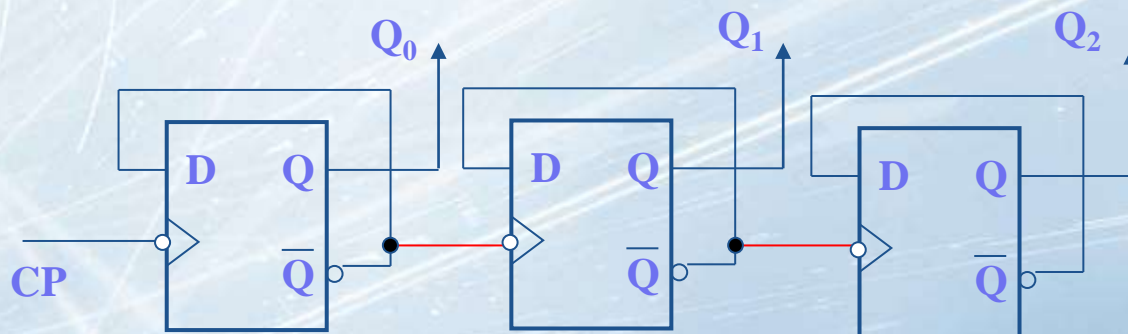 Q₀ Q₁ Q₂
D Q D Q D Q
Q̅ Q̅ Q̅
CP